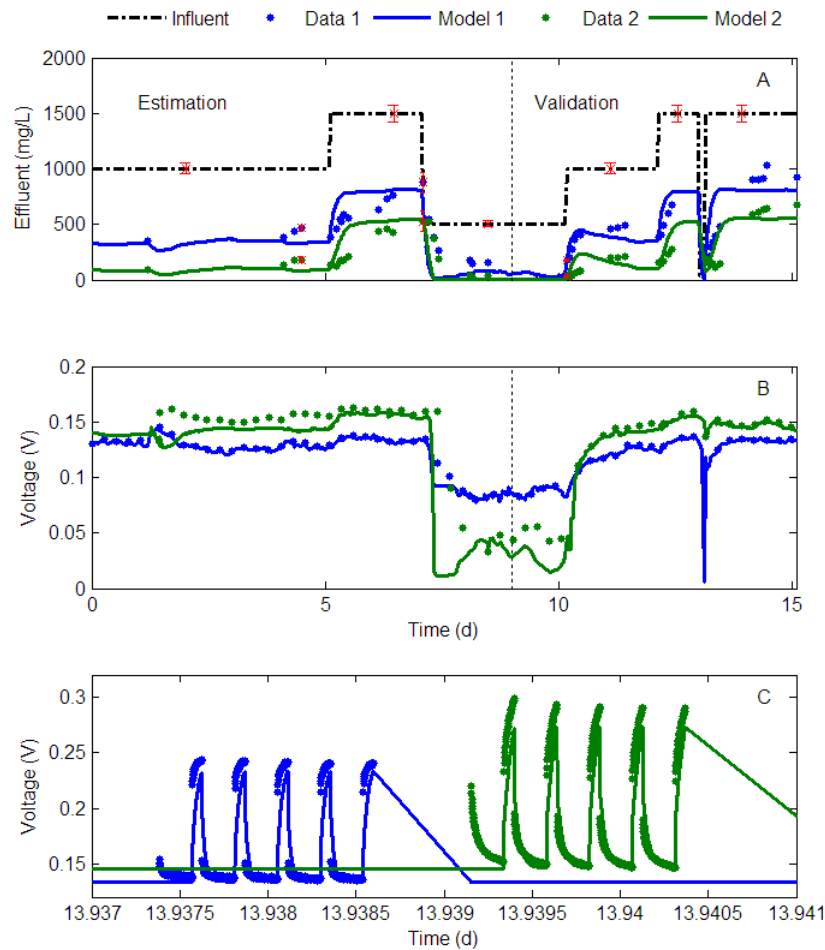 Influent Data 1 Model 1 Data 2 Model 2
2000
1500
1000
500
0
Effluent (mg/L)
Estimation
Validation
A
0.2
0.15
0.1
0.05
0
Voltage (V)
B
0 5 10 15
Time (d)
0.3
0.25
0.2
0.15
Voltage (V)
C
13.937 13.9375 13.938 13.9385 13.939 13.9395 13.94 13.9405 13.941
Time (d)